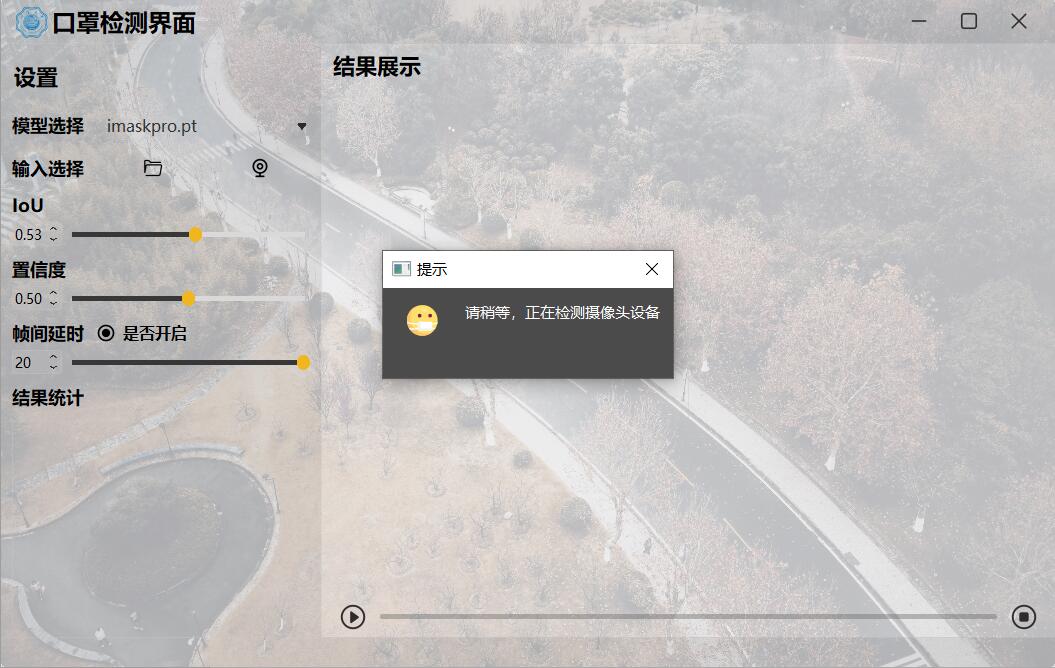 口罩检测界面
设置
模型选择 imaskpro.pt
输入选择
IoU
0.53
置信度
0.50
帧间延时 是否开启
20
结果统计
结果展示
提示
请稍等，正在检测摄像头设备